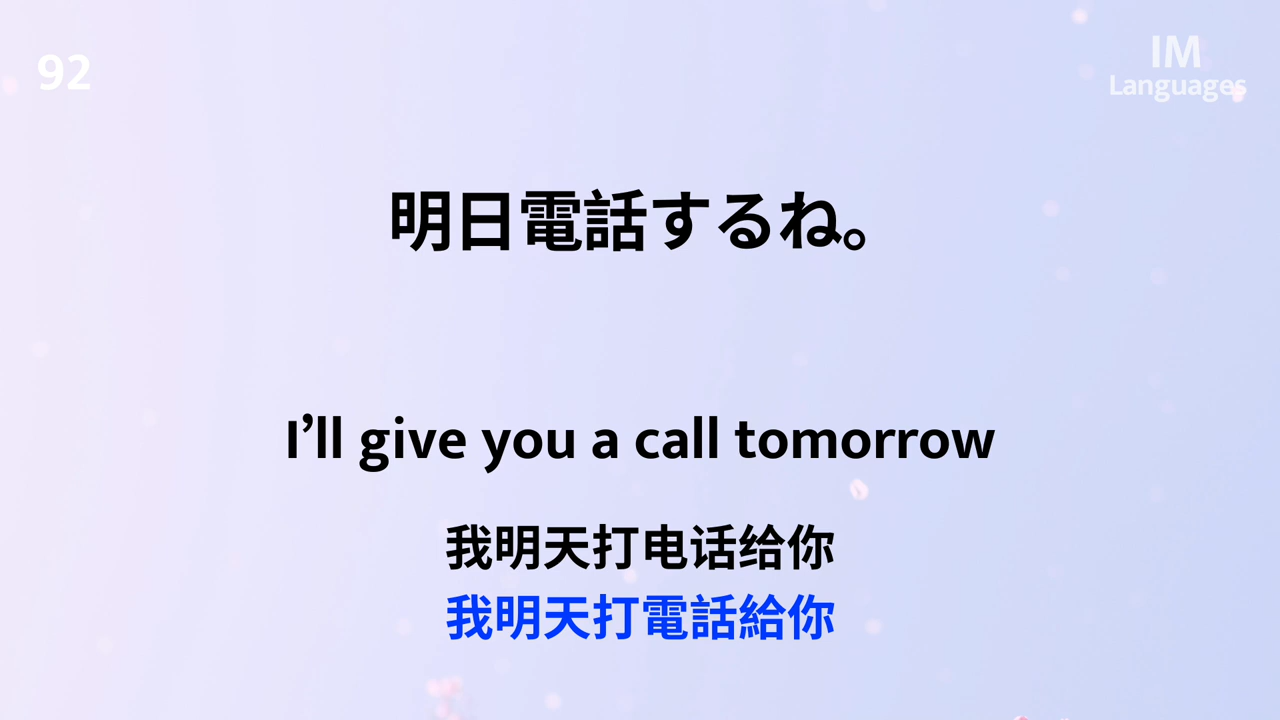 92
IM
Languages
明日電話するね。
I’ll give you a call tomorrow
我明天打电话给你
我明天打電話給你